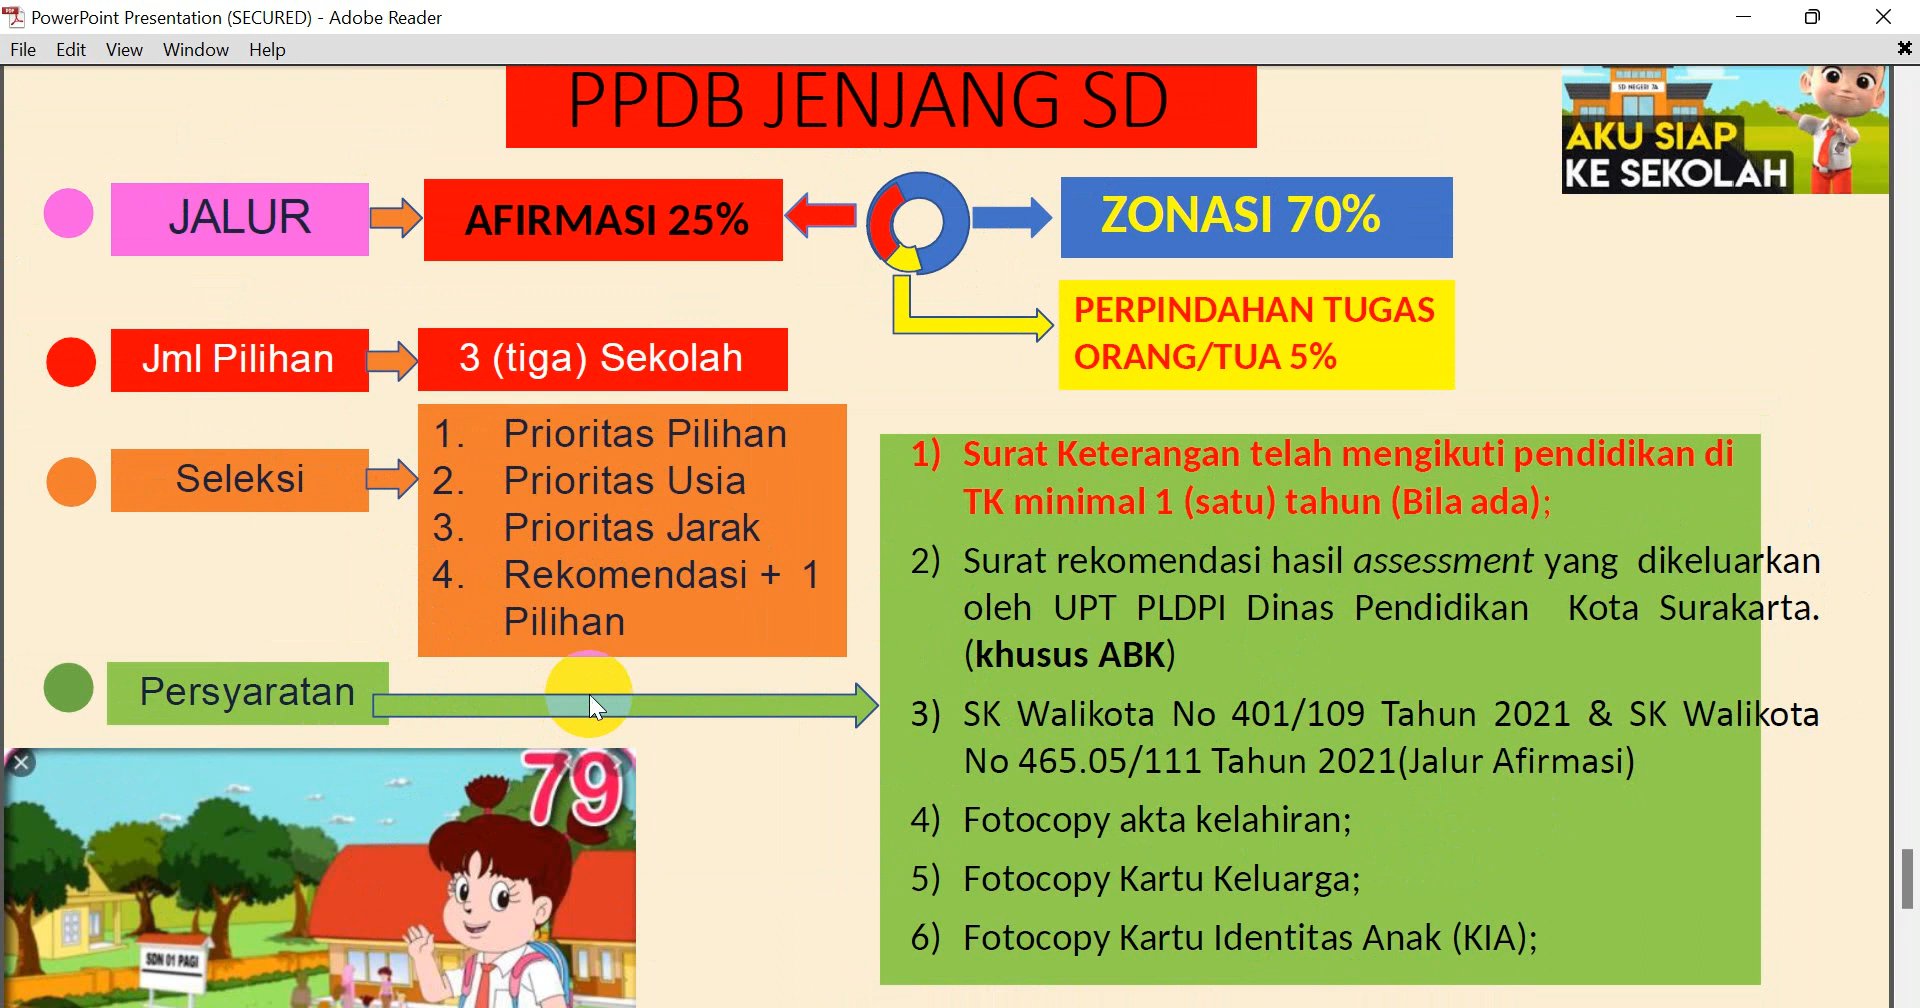 PowerPoint Presentation (SECURED) - Adobe Reader
File Edit View Window Help
PPDB JENJANG SD
SD NEGERI 7A
AKU SIAP
KE SEKOLAH
JALUR
AFIRMASI 25%
ZONASI 70%
PERPINDAHAN TUGAS
ORANG/TUA 5%
Jml Pilihan
3 (tiga) Sekolah
Seleksi
1. Prioritas Pilihan
2. Prioritas Usia
3. Prioritas Jarak
4. Rekomendasi + 1
Pilihan
Persyaratan
1) Surat Keterangan telah mengikuti pendidikan di
TK minimal 1 (satu) tahun (Bila ada);
2) Surat rekomendasi hasil assessment yang dikeluarkan
oleh UPT PLDPI Dinas Pendidikan Kota Surakarta.
(khusus ABK)
3) SK Walikota No 401/109 Tahun 2021 & SK Walikota
No 465.05/111 Tahun 2021(Jalur Afirmasi)
4) Fotocopy akta kelahiran;
5) Fotocopy Kartu Keluarga;
6) Fotocopy Kartu Identitas Anak (KIA);
79
SDN 01 PAGI